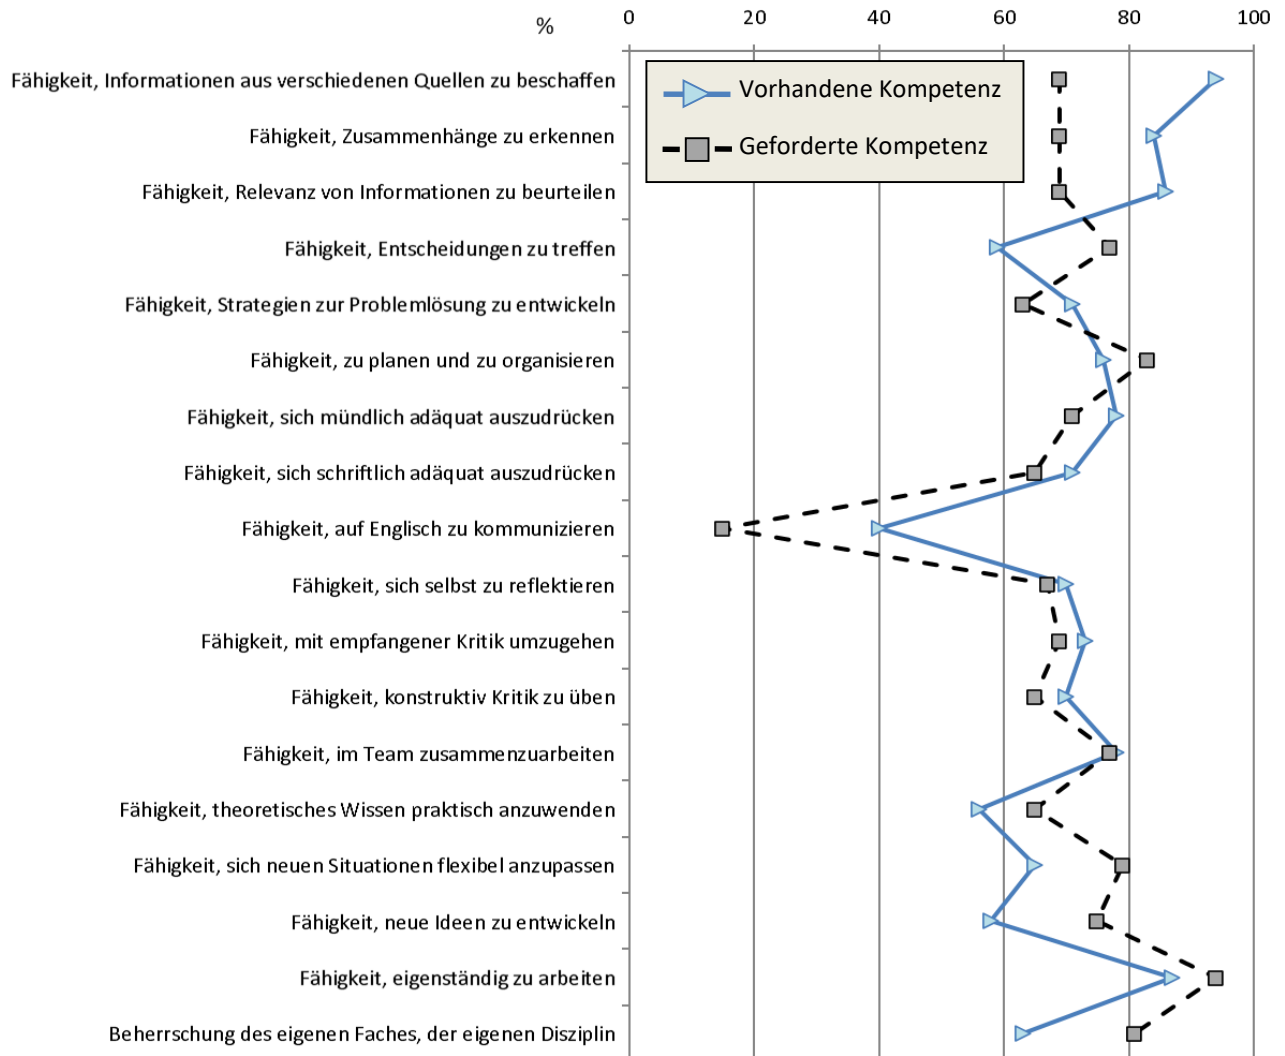 % 0 20 40 60 80 100
Vorhandene Kompetenz
Geforderte Kompetenz
Fähigkeit, Informationen aus verschiedenen Quellen zu beschaffen
Fähigkeit, Zusammenhänge zu erkennen
Fähigkeit, Relevanz von Informationen zu beurteilen
Fähigkeit, Entscheidungen zu treffen
Fähigkeit, Strategien zur Problemlösung zu entwickeln
Fähigkeit, zu planen und zu organisieren
Fähigkeit, sich mündlich adäquat auszudrücken
Fähigkeit, sich schriftlich adäquat auszudrücken
Fähigkeit, auf Englisch zu kommunizieren
Fähigkeit, sich selbst zu reflektieren
Fähigkeit, mit empfangener Kritik umzugehen
Fähigkeit, konstruktiv Kritik zu üben
Fähigkeit, im Team zusammenzuarbeiten
Fähigkeit, theoretisches Wissen praktisch anzuwenden
Fähigkeit, sich neuen Situationen flexibel anzupassen
Fähigkeit, neue Ideen zu entwickeln
Fähigkeit, eigenständig zu arbeiten
Beherrschung des eigenen Faches, der eigenen Disziplin